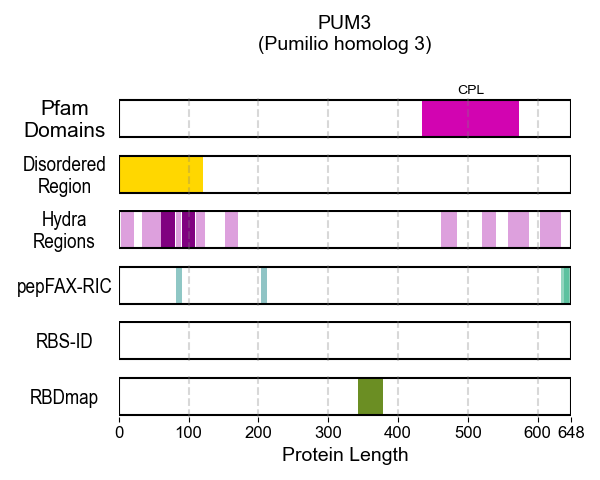 PUM3
(Pumilio homolog 3)
CPL
Pfam
Domains
Disordered
Region
Hydra
Regions
pepFAX-RIC
RBS-ID
RBDmap
0 100 200 300 400 500 600 648
Protein Length